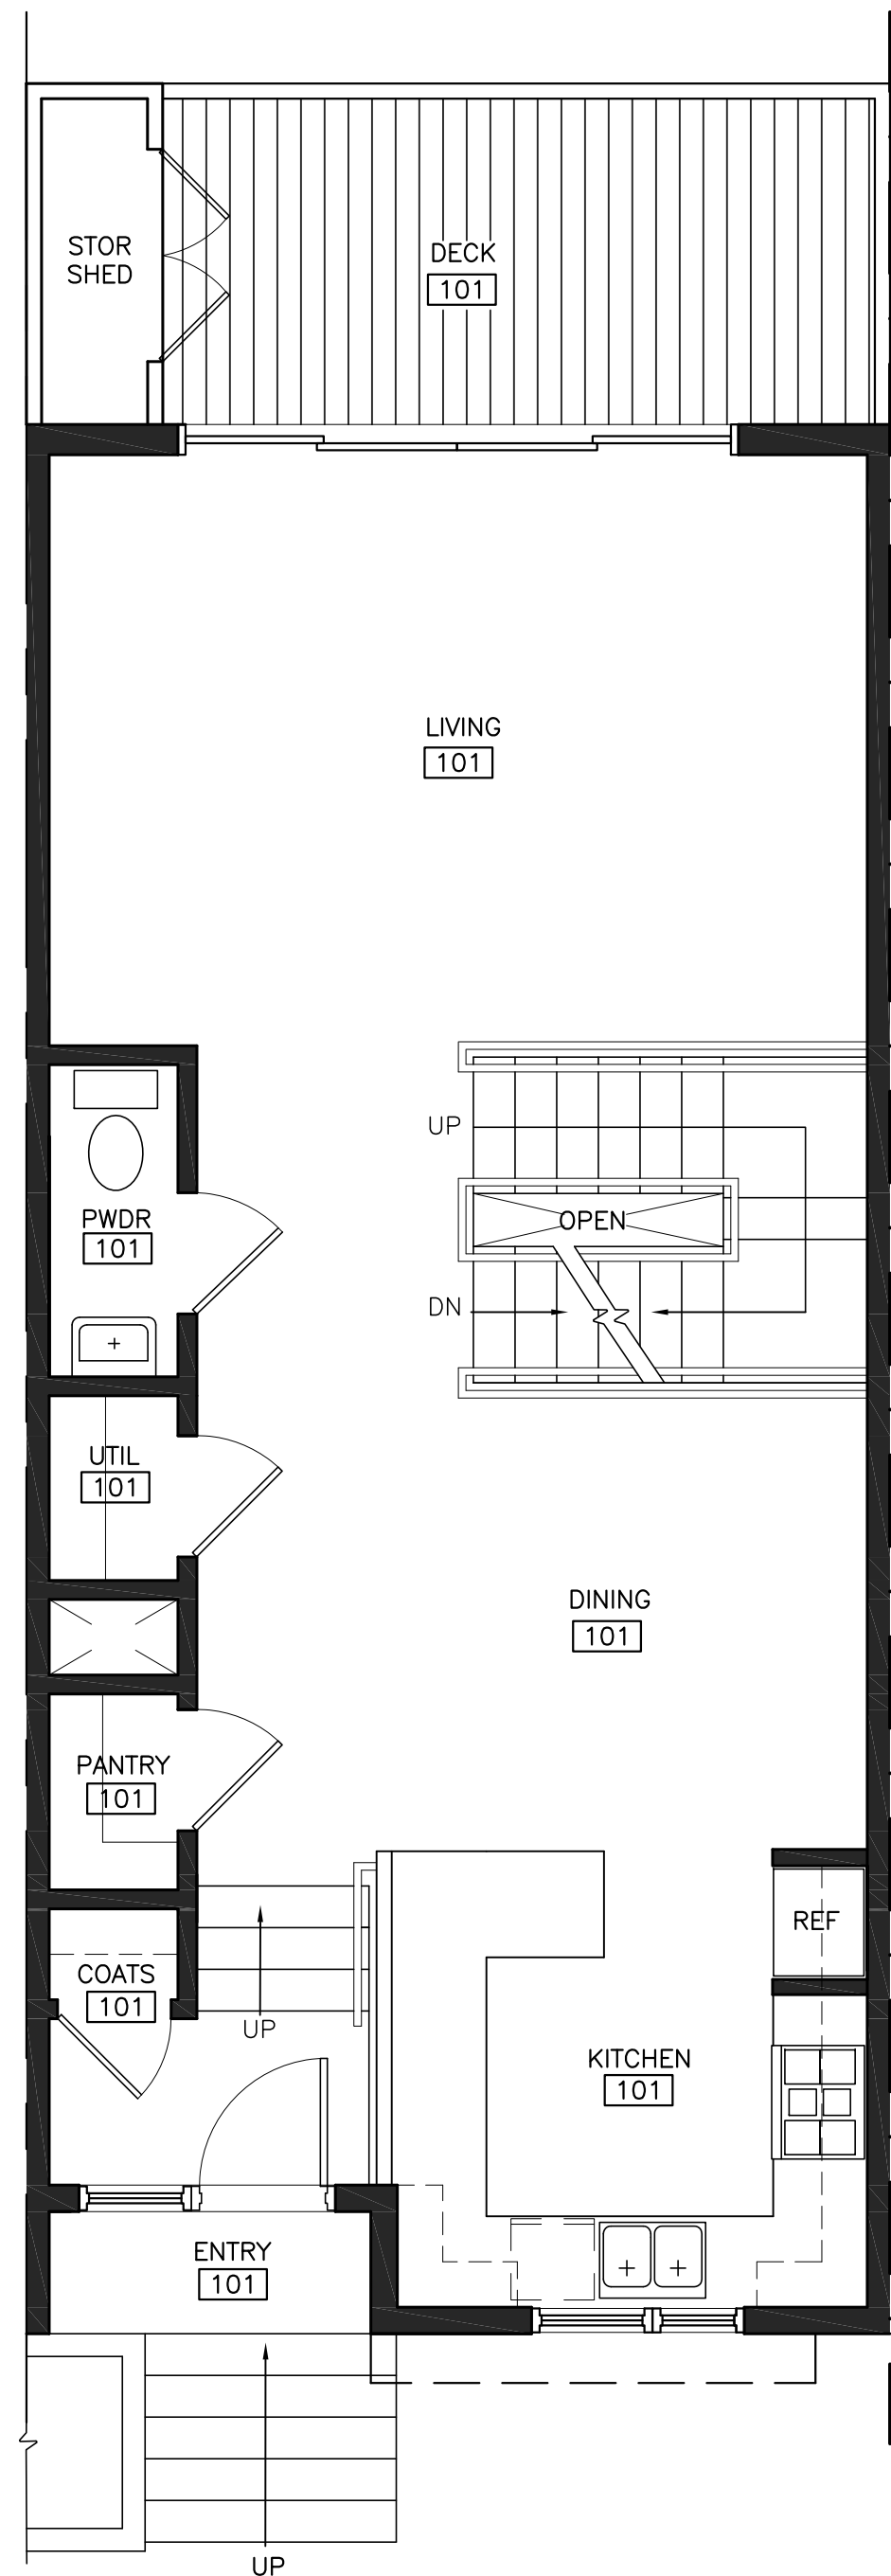 STOR
SHED
DECK
101
LIVING
101
UP
PWDR
101
OPEN
DN
UTIL
101
DINING
101
PANTRY
101
REF
COATS
101
UP
KITCHEN
101
ENTRY
101
UP